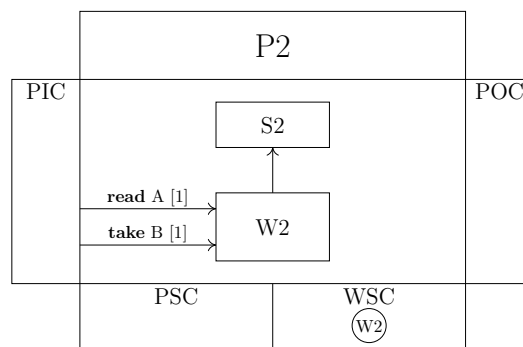 P2
PIC
POC
S2
read A [1]
take B [1]
W2
PSC
WSC
W2